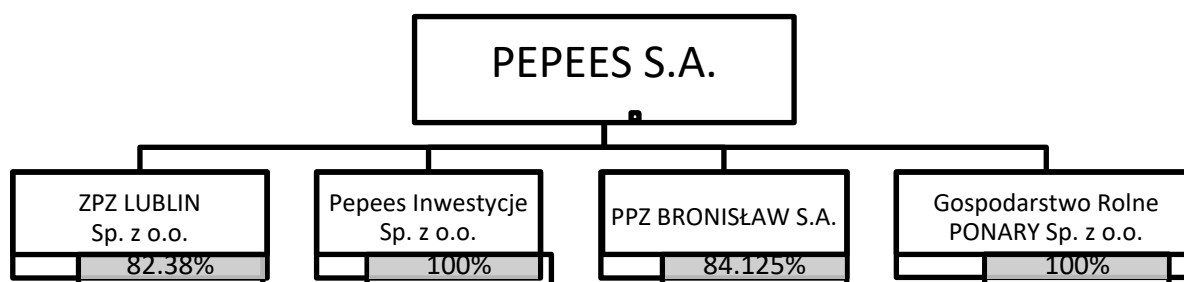 PEPEES S.A.
ZPZ LUBLIN
Sp. z o.o.
82.38%
Pepees Inwestycje
Sp. z o.o.
100%
PPZ BRONISŁAW S.A.
84.125%
Gospodarstwo Rolne
PONARY Sp. z o.o.
100%